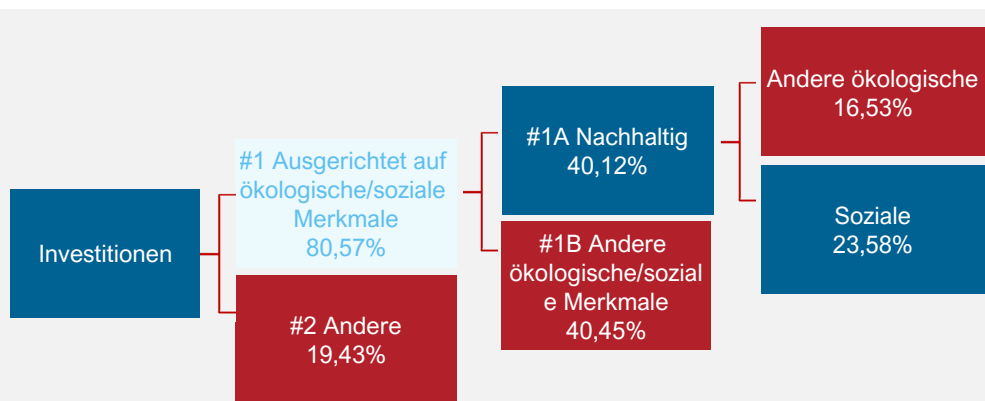 Investitionen
#1 Ausgerichtet auf
ökologische/soziale
Merkmale
80,57%
#2 Andere
19,43%
#1A Nachhaltig
40,12%
#1B Andere
ökologische/sozial
e Merkmale
40,45%
Andere ökologische
16,53%
Soziale
23,58%